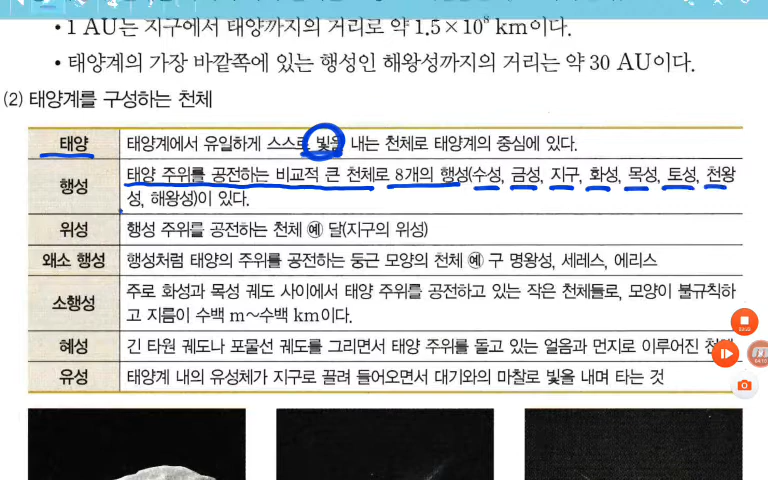 • 1 AU는 지구에서 태양까지의 거리로 약 1.5×10⁸ km이다.
• 태양계의 가장 바깥쪽에 있는 행성인 해왕성까지의 거리는 약 30 AU이다.
(2) 태양계를 구성하는 천체
태양 태양계에서 유일하게 스스로 빛을 내는 천체로 태양계의 중심에 있다.
행성 태양 주위를 공전하는 비교적 큰 천체로 8개의 행성(수성, 금성, 지구, 화성, 목성, 토성, 천왕
성, 해왕성)이 있다.
위성 행성 주위를 공전하는 천체 예 달(지구의 위성)
왜소 행성 행성처럼 태양의 주위를 공전하는 둥근 모양의 천체 예 구 명왕성, 세레스, 에리스
소행성 주로 화성과 목성 궤도 사이에서 태양 주위를 공전하고 있는 작은 천체들로, 모양이 불규칙하
고 지름이 수백 m~수백 km이다.
혜성 긴 타원 궤도나 포물선 궤도를 그리면서 태양 주위를 돌고 있는 얼음과 먼지로 이루어진
유성 태양계 내의 유성체가 지구로 끌려 들어오면서 대기와의 마찰로 빛을 내며 타는 것